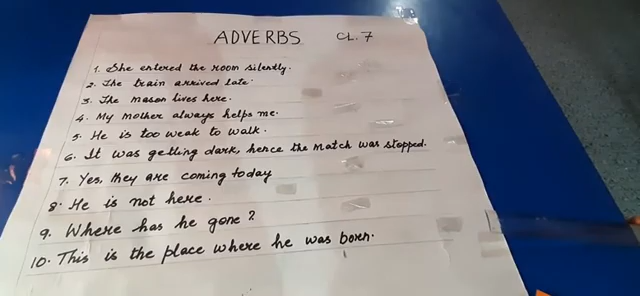 ADVERBS CL. 7
1. She entered the room silently.
2. The train arrived late.
3. The mason lives here.
4. My mother always helps me.
5. He is too weak to walk.
6. It was getting dark, hence the match was stopped.
7. Yes, they are coming today
8. He is not here.
9. Where has he gone?
10. This is the place where he was born.